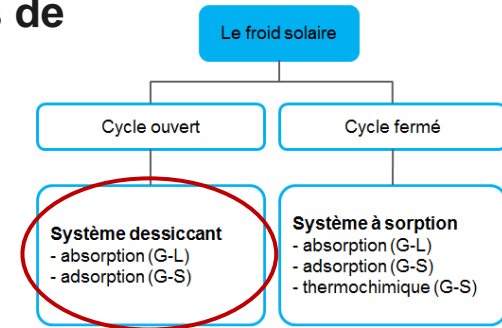 de
Le froid solaire
Cycle ouvert
Cycle fermé
Système dessiccant
- absorption (G-L)
- adsorption (G-S)
Système à sorption
- absorption (G-L)
- adsorption (G-S)
- thermochimique (G-S)